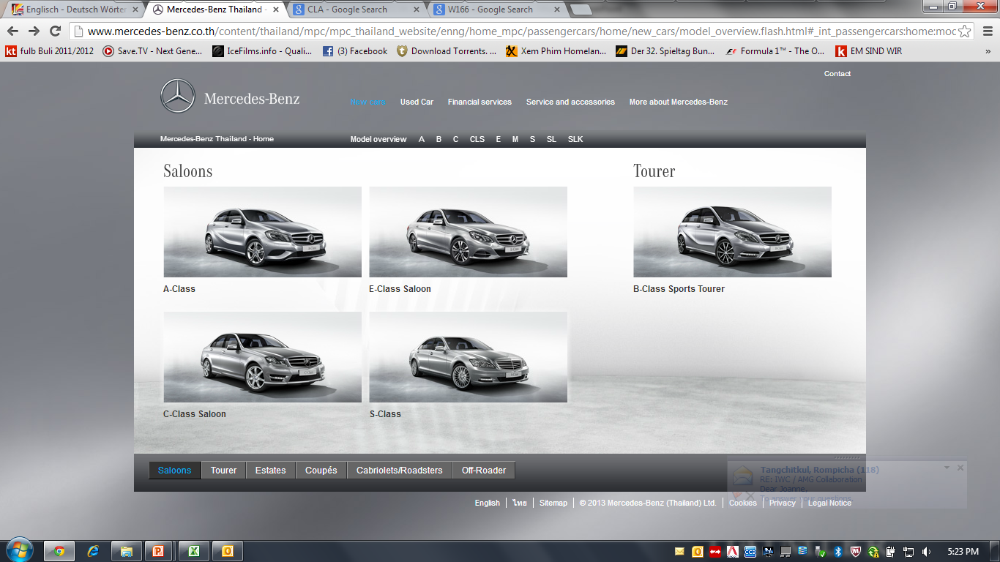 Englisch - Deutsch Wörter
Mercedes-Benz Thailand -
CLA - Google Search
W166 - Google Search
www.mercedes-benz.co.th/content/thailand/mpc/mpc_thailand_website/enng/home_mpc/passengercars/home/new_cars/model_overview.flash.html#_int_passengercars:home:mod
kt fulb Buli 2011/2012
Save.TV - Next Gene...
IceFilms.info - Quali...
(3) Facebook
Download Torrents. ...
Xem Phim Homelan...
Der 32. Spieltag Bun...
Formula 1™ - The O...
k EM SIND WIR
»
Contact
Mercedes-Benz
New cars Used Car Financial services Service and accessories More about Mercedes-Benz
Mercedes-Benz Thailand - Home
Model overview A B C CLS E M S SL SLK
Saloons
Tourer
A-Class
E-Class Saloon
B-Class Sports Tourer
C-Class Saloon
S-Class
Saloons Tourer Estates Coupés Cabriolets/Roadsters Off-Roader
Tangchitkul, Rompicha (118)
RE: IWC / AMG Collaboration
Dear Joanne,
To answer your questions,
English ไทย Sitemap © 2013 Mercedes-Benz (Thailand) Ltd. Cookies Privacy Legal Notice
5:23 PM